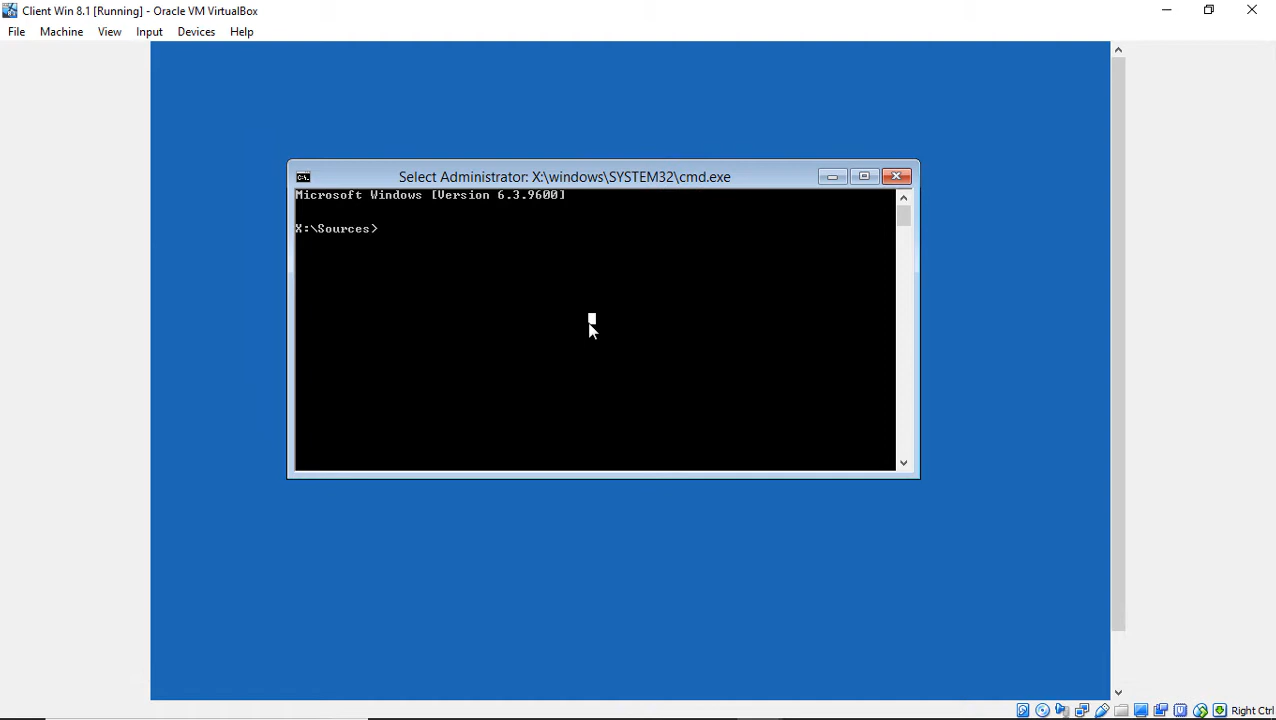 Client Win 8.1 [Running] - Oracle VM VirtualBox
File Machine View Input Devices Help
Select Administrator: X:\windows\SYSTEM32\cmd.exe
Microsoft Windows [Version 6.3.9600]
X:\Sources>
Right Ctrl